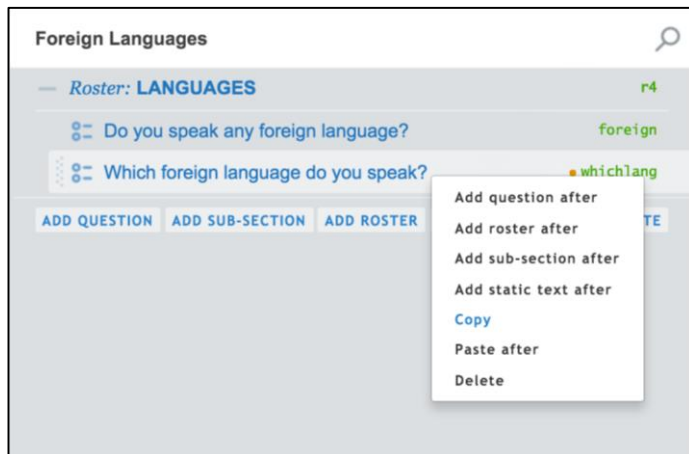 Foreign Languages
Roster: LANGUAGES r4
Do you speak any foreign language? foreign
Which foreign language do you speak? whichlang
ADD QUESTION ADD SUB-SECTION ADD ROSTER TE
Add question after
Add roster after
Add sub-section after
Add static text after
Copy
Paste after
Delete